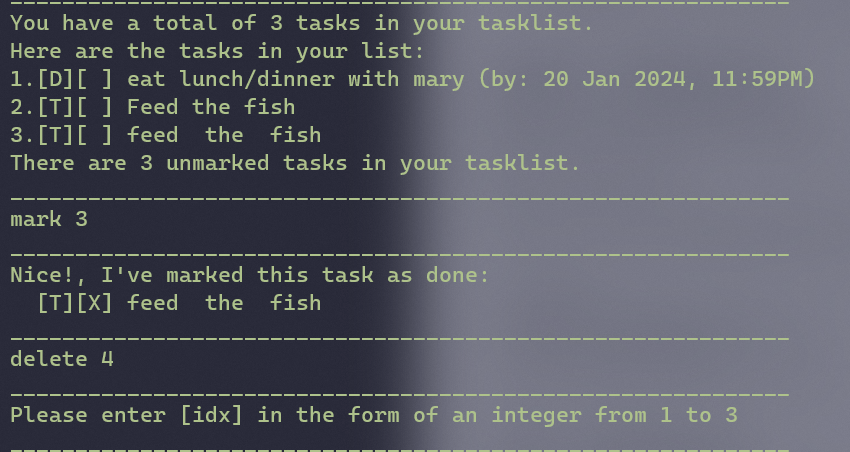 ____________________________________________________________
You have a total of 3 tasks in your tasklist.
Here are the tasks in your list:
1.[D][ ] eat lunch/dinner with mary (by: 20 Jan 2024, 11:59PM)
2.[T][ ] Feed the fish
3.[T][ ] feed  the  fish
There are 3 unmarked tasks in your tasklist.
____________________________________________________________
mark 3
____________________________________________________________
Nice!, I've marked this task as done:
  [T][X] feed  the  fish
____________________________________________________________
delete 4
____________________________________________________________
Please enter [idx] in the form of an integer from 1 to 3
____________________________________________________________